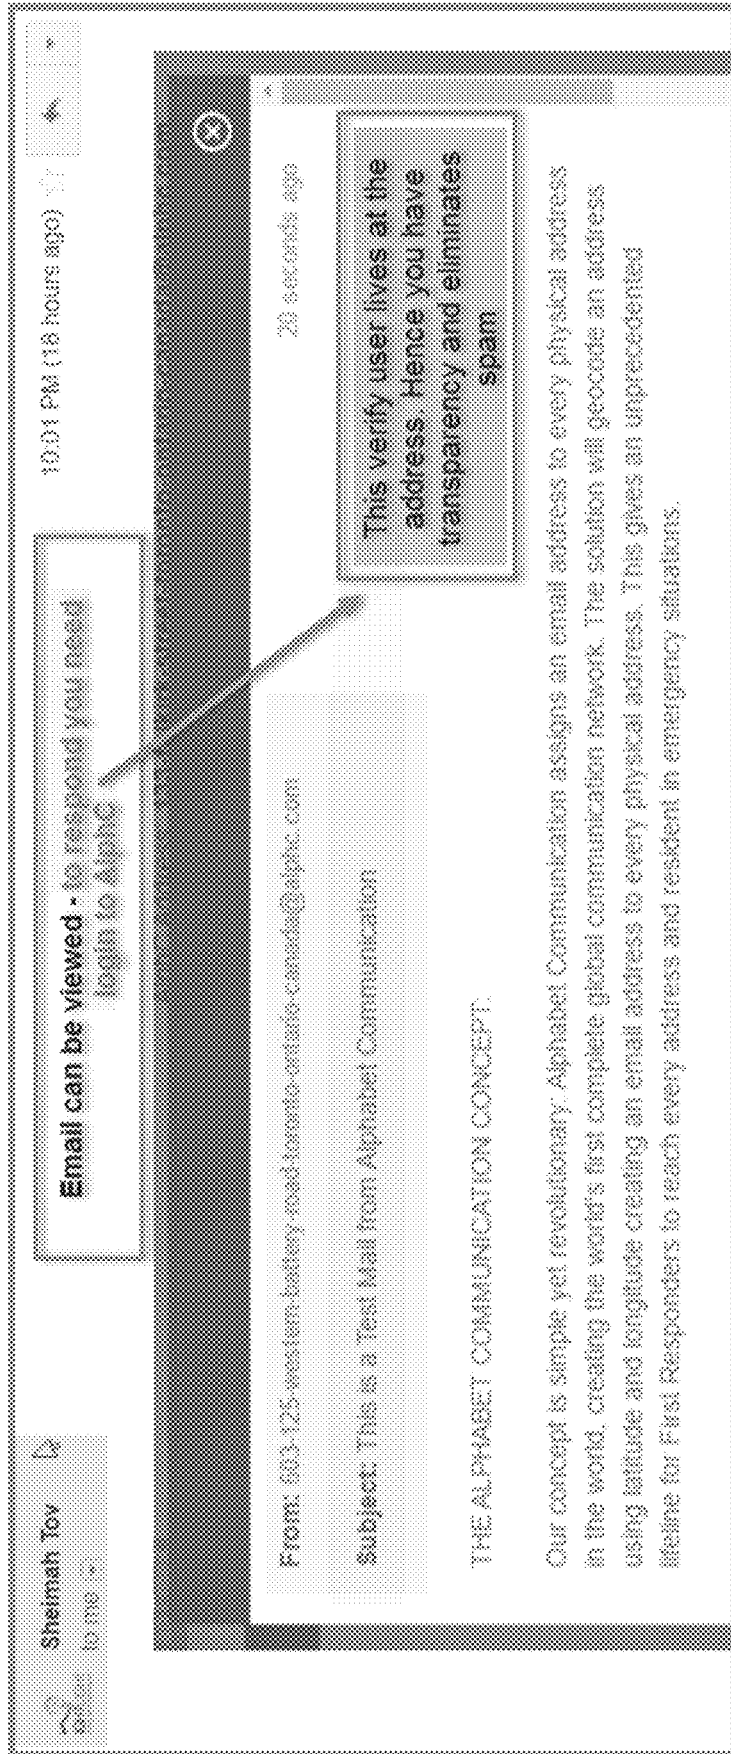 Sheimah Tov
to me
10:01 PM (18 hours ago)
Email can be viewed - to respond you need
login to Alphc
From: 903-125-western-battery-road-toronto-ontario-canada@alphc.com
20 seconds ago
Subject: This is a Test Mail from Alphabet Communication
This verify user lives at the
address. Hence you have
transparency and eliminates
spam
THE ALPHABET COMMUNICATION CONCEPT:
Our concept is simple yet revolutionary: Alphabet Communication assigns an email address to every physical address
in the world, creating the world's first complete global communication network. The solution will geocode an address
using latitude and longitude creating an email address to every physical address. This gives an unprecedented
lifeline for First Responders to reach every address and resident in emergency situations.